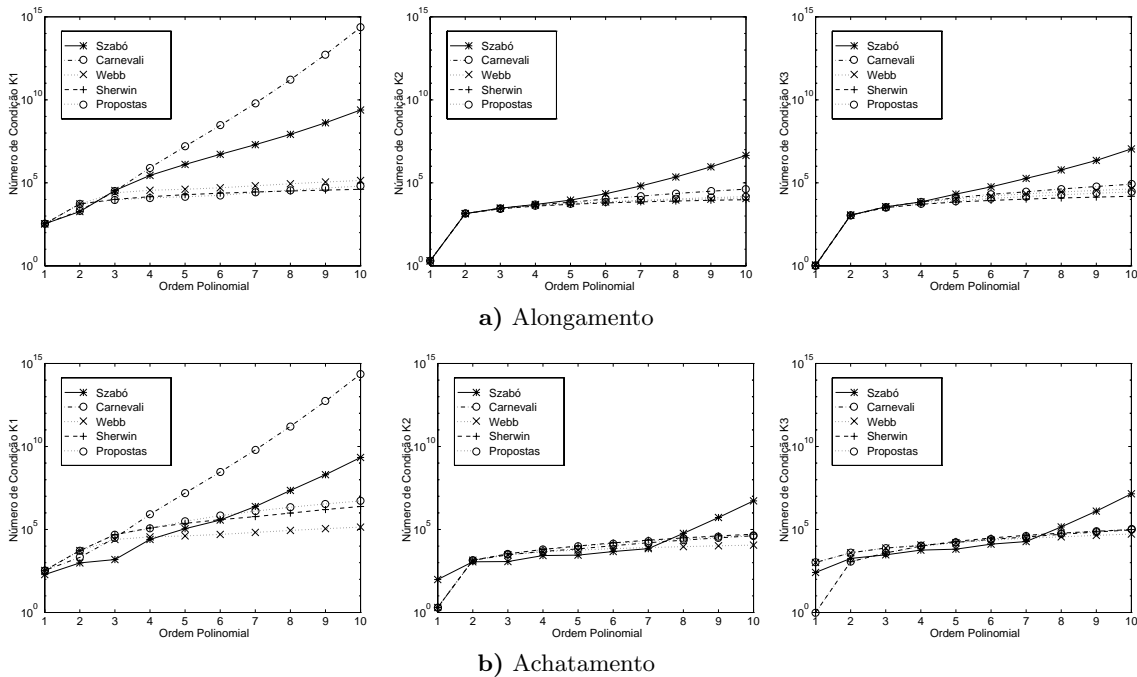 10^15
10^10
10^5
10^0
Número de Condição K1
Szabó
Carnevali
Webb
Sherwin
Propostas
1 2 3 4 5 6 7 8 9 10
Ordem Polinomial
10^15
10^10
10^5
10^0
Número de Condição K2
Szabó
Carnevali
Webb
Sherwin
Propostas
1 2 3 4 5 6 7 8 9 10
Ordem Polinomial
10^15
10^10
10^5
10^0
Número de Condição K3
Szabó
Carnevali
Webb
Sherwin
Propostas
1 2 3 4 5 6 7 8 9 10
Ordem Polinomial
a) Alongamento
10^15
10^10
10^5
10^0
Número de Condição K1
Szabó
Carnevali
Webb
Sherwin
Propostas
1 2 3 4 5 6 7 8 9 10
Ordem Polinomial
10^15
10^10
10^5
10^0
Número de Condição K2
Szabó
Carnevali
Webb
Sherwin
Propostas
1 2 3 4 5 6 7 8 9 10
Ordem Polinomial
10^15
10^10
10^5
10^0
Número de Condição K3
Szabó
Carnevali
Webb
Sherwin
Propostas
1 2 3 4 5 6 7 8 9 10
Ordem Polinomial
b) Achatamento